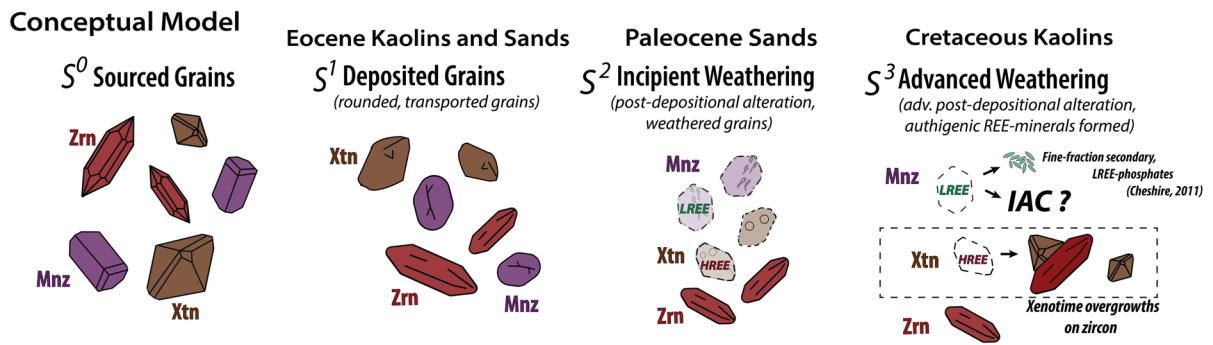 Conceptual Model
S⁰ Sourced Grains
Zrn
Mnz
Xtn
Eocene Kaolins and Sands
S¹ Deposited Grains
(rounded, transported grains)
Xtn
Zrn
Mnz
Paleocene Sands
S² Incipient Weathering
(post-depositional alteration,
weathered grains)
Mnz
LREE
Xtn
HREE
Zrn
Cretaceous Kaolins
S³ Advanced Weathering
(adv. post-depositional alteration,
authigenic REE-minerals formed)
Mnz
LREE
Fine-fraction secondary,
LREE-phosphates
(Cheshire, 2011)
IAC ?
Xtn
HREE
Xenotime overgrowths
on zircon
Zrn